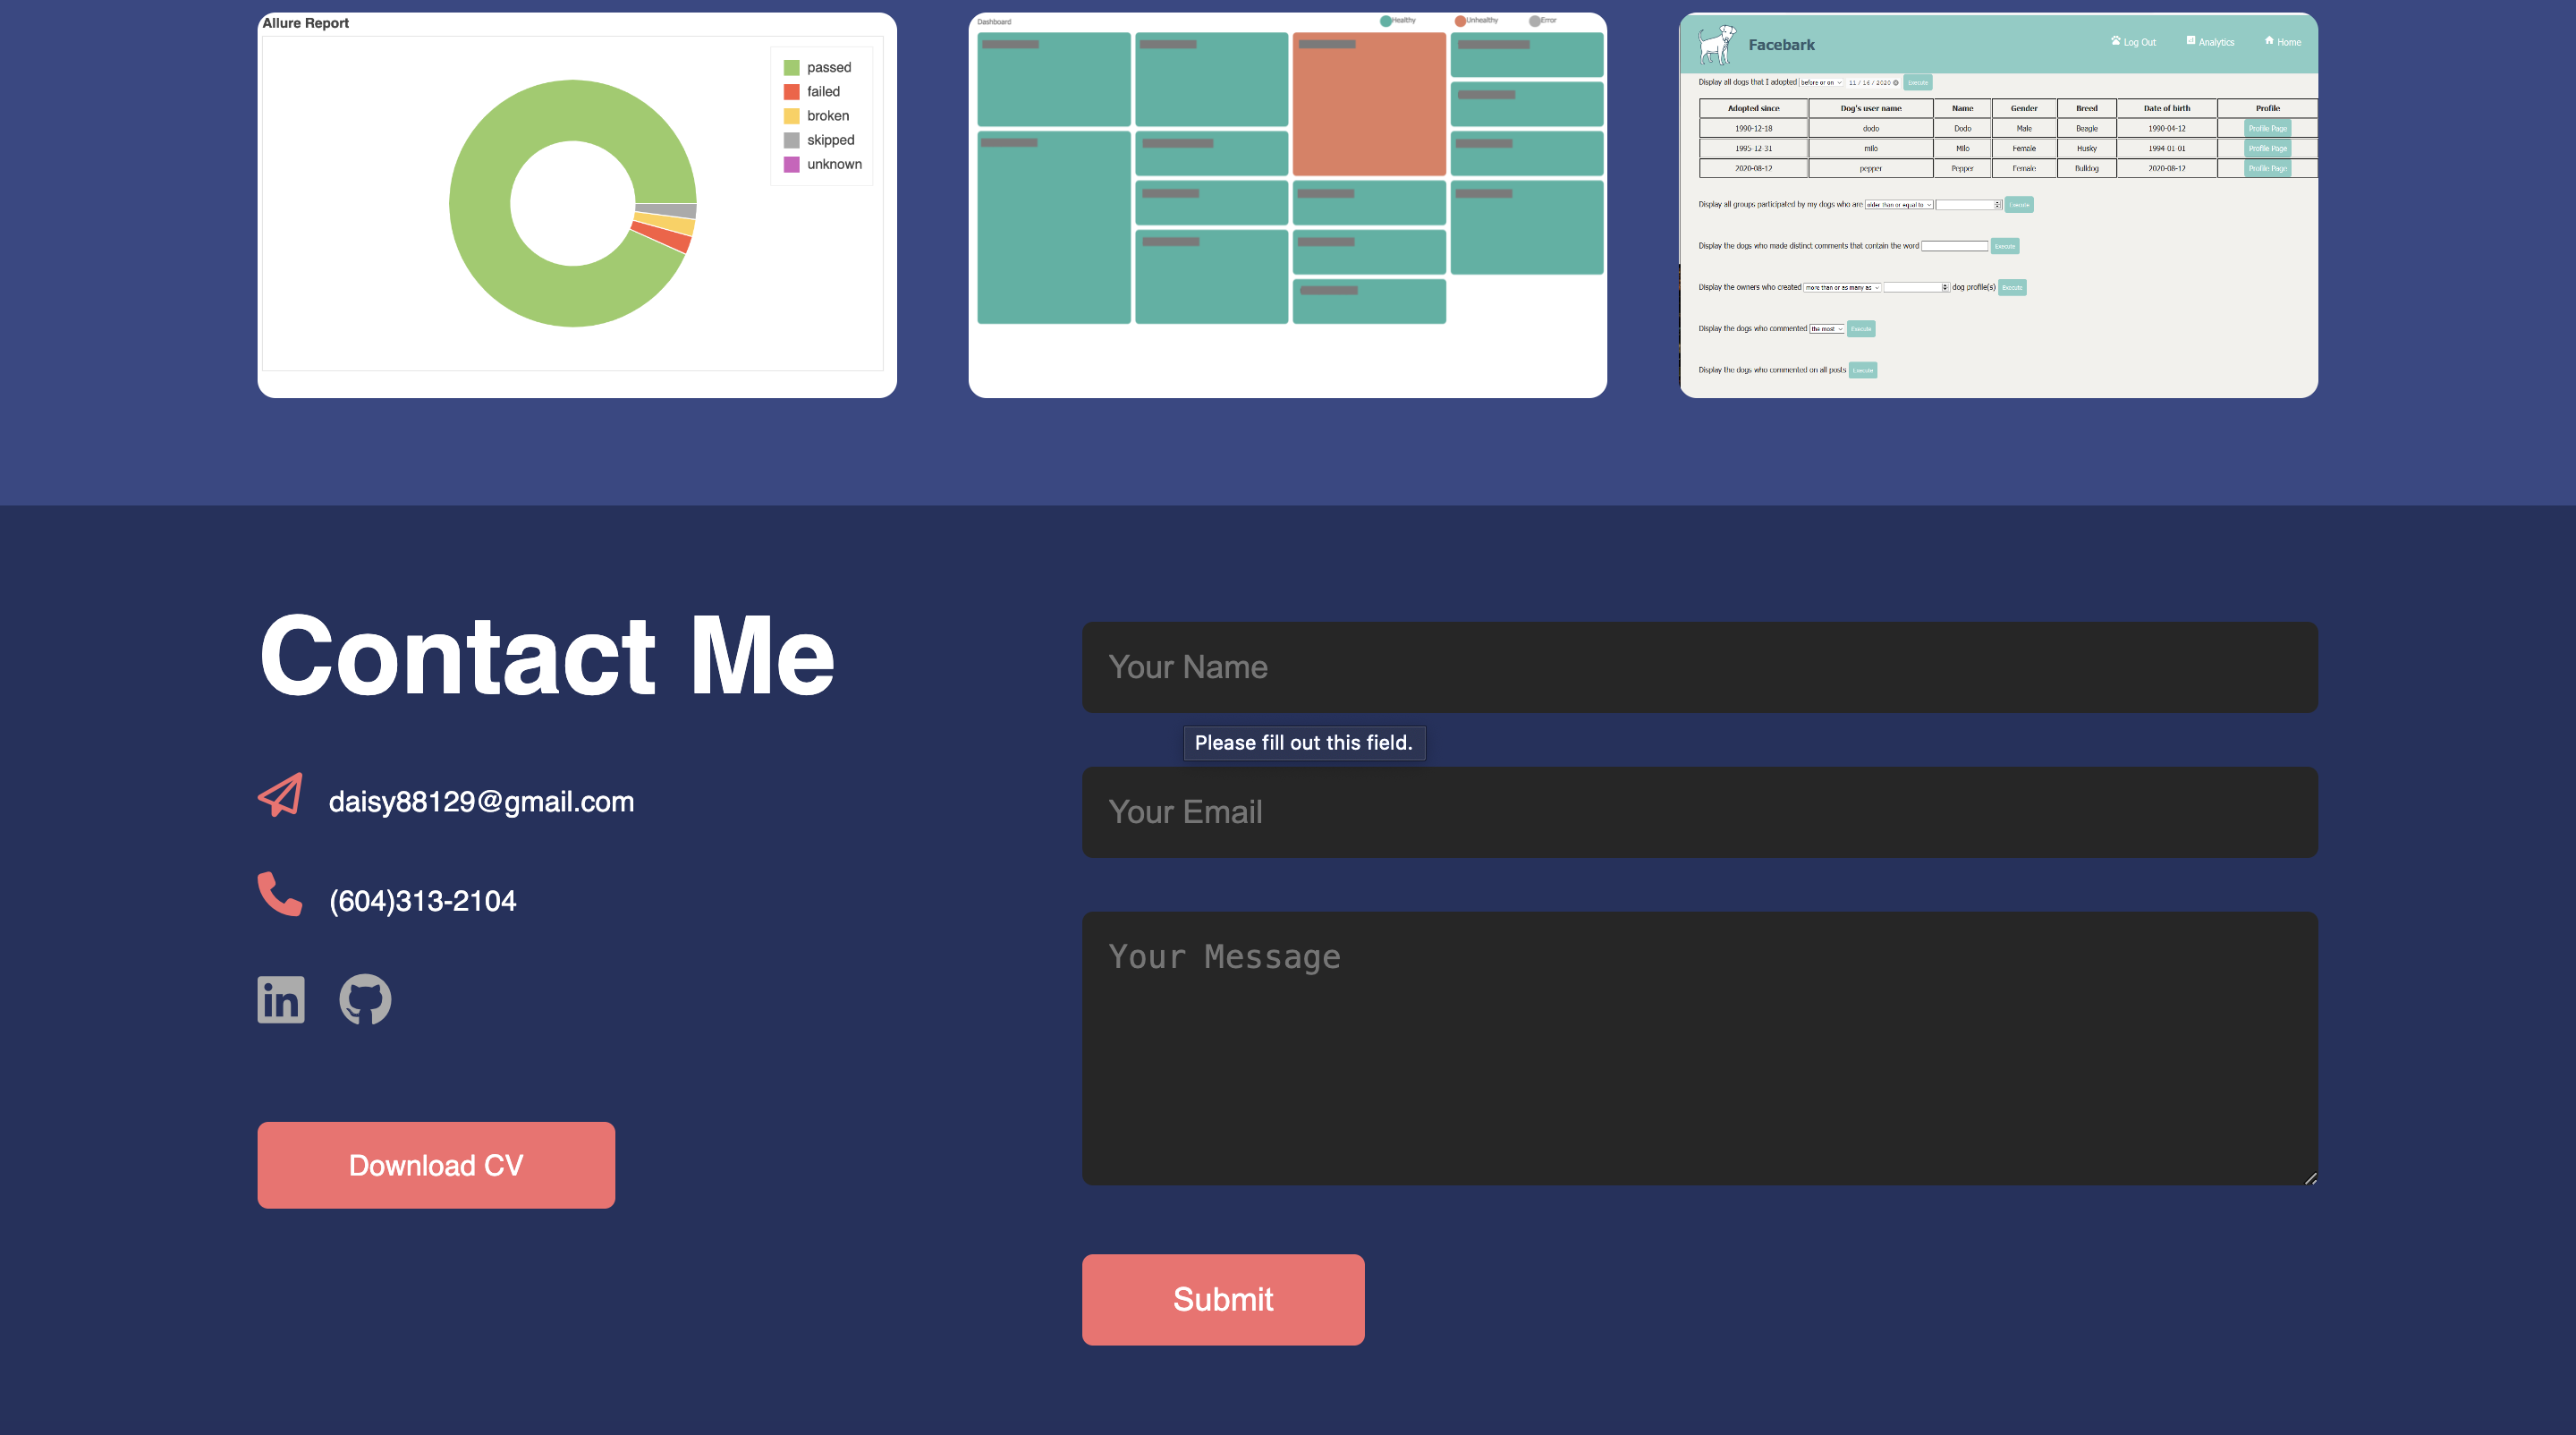 Allure Report
passed
failed
broken
skipped
unknown
Dashboard
Healthy
Unhealthy
Error
Facebark
Log Out
Analytics
Home
Display all dogs that I adopted before or on 11 / 16 / 2020 Execute
Adopted since Dog's user name Name Gender Breed Date of birth Profile
1990-12-18 dodo Dodo Male Beagle 1990-04-12 Profile Page
1995-12-31 milo Milo Female Husky 1994-01-01 Profile Page
2020-08-12 pepper Pepper Female Bulldog 2020-08-12 Profile Page
Display all groups participated by my dogs who are older than or equal to Execute
Display the dogs who made distinct comments that contain the word Execute
Display the owners who created more than or as many as dog profile(s) Execute
Display the dogs who commented the most Execute
Display the dogs who commented on all posts Execute
Contact Me
daisy88129@gmail.com
(604)313-2104
in
Download CV
Your Name
Please fill out this field.
Your Email
Your Message
Submit